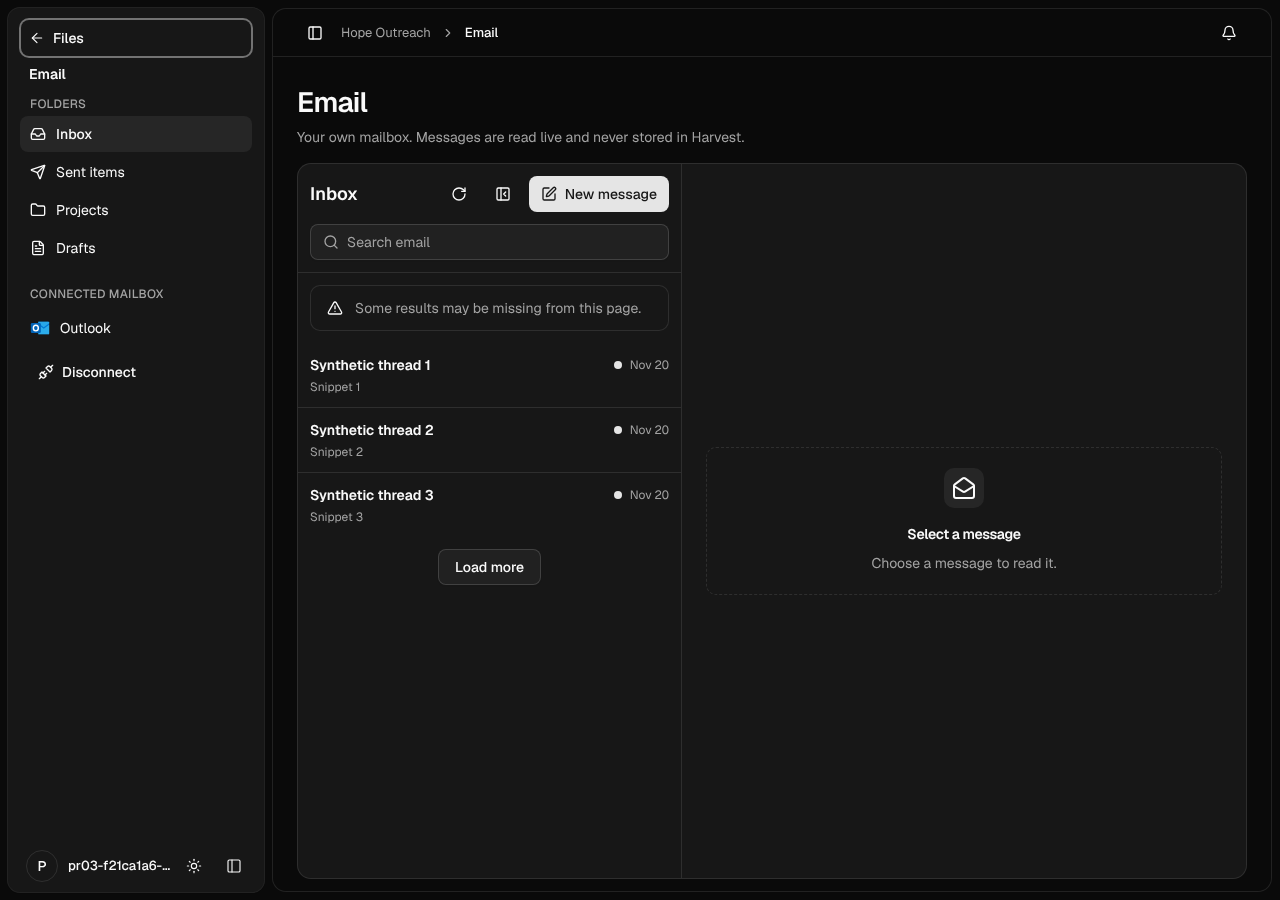 Files
Email
FOLDERS
Inbox
Sent items
Projects
Drafts
CONNECTED MAILBOX
Outlook
Disconnect
P
pr03-f21ca1a6-…
Hope Outreach
Email
Email
Your own mailbox. Messages are read live and never stored in Harvest.
Inbox
New message
Search email
Some results may be missing from this page.
Synthetic thread 1
Nov 20
Snippet 1
Synthetic thread 2
Nov 20
Snippet 2
Synthetic thread 3
Nov 20
Snippet 3
Load more
Select a message
Choose a message to read it.